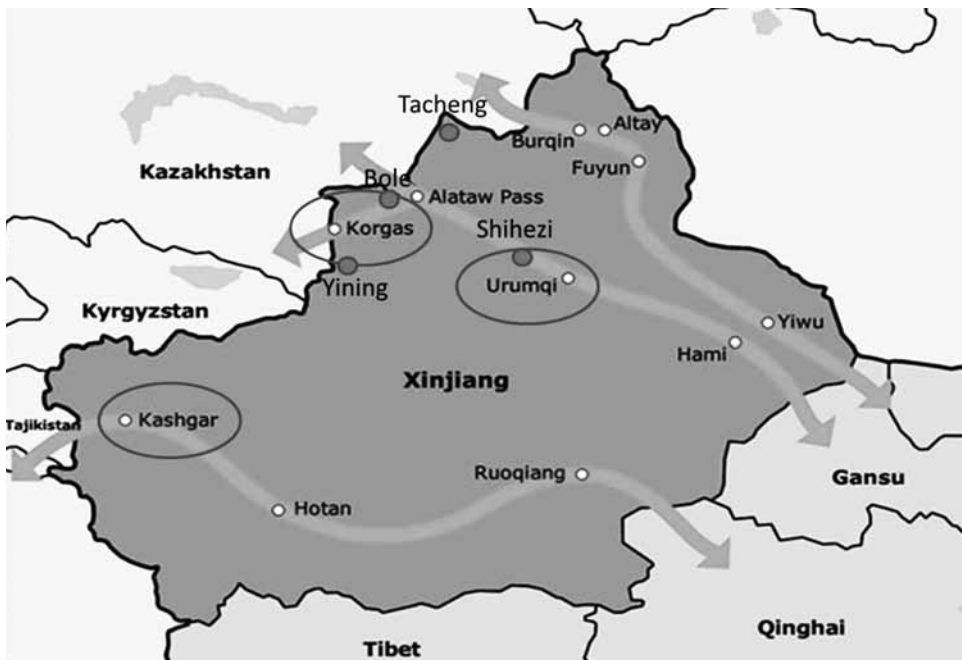 Tacheng
Burqin
Altay
Fuyun
Kazakhstan
Bole
Alataw Pass
Korgas
Shihezi
Yining
Urumqi
Kyrgyzstan
Yiwu
Hami
Xinjiang
Tajikistan
Kashgar
Ruoqiang
Gansu
Hotan
Qinghai
Tibet